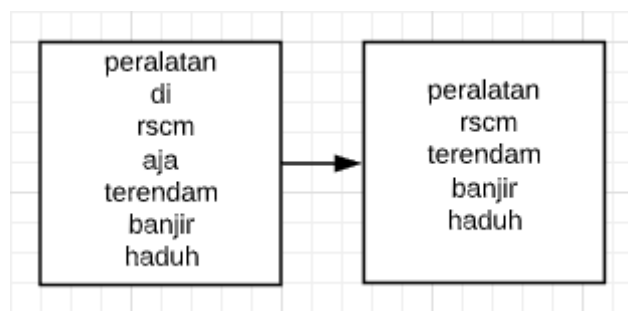 peralatan
di
rscm
aja
terendam
banjir
haduh
peralatan
rscm
terendam
banjir
haduh